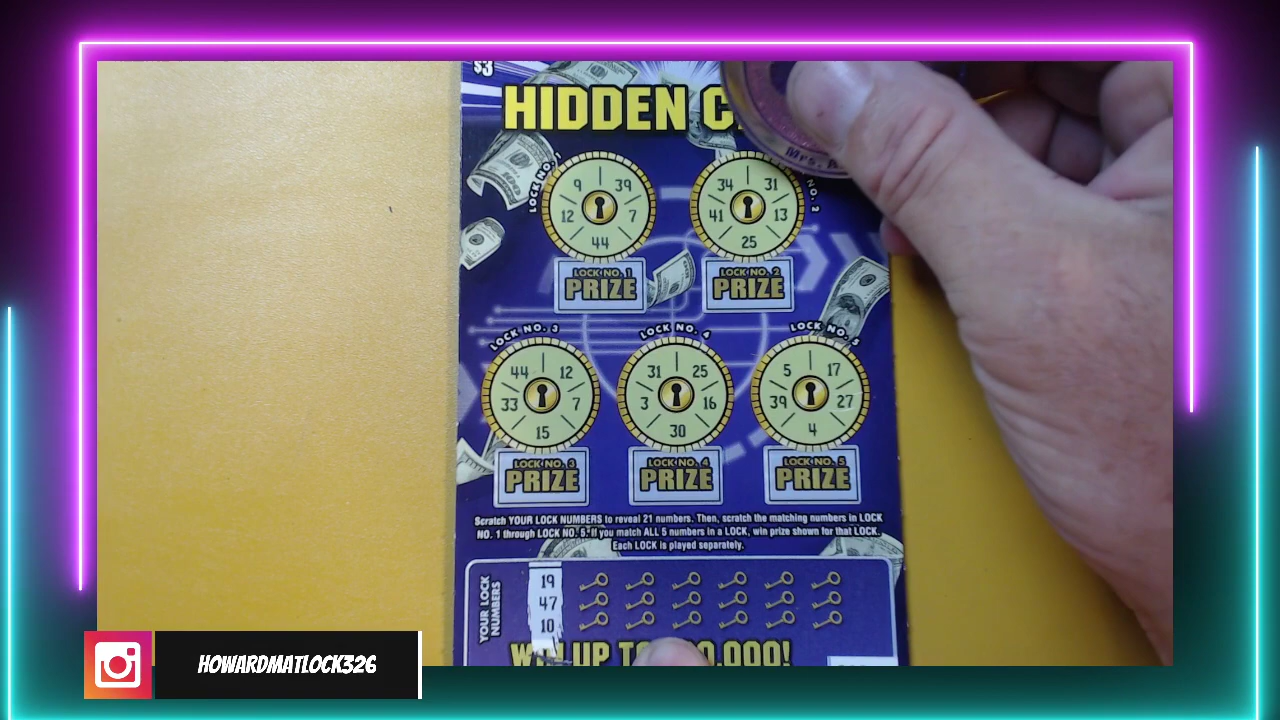 $3
HIDDEN
Mrs.
LOCK NO.
9 39
12 7
44
NO. 2
34 31
41 13
25
LOCK NO. 1
PRIZE
LOCK NO. 2
PRIZE
LOCK NO. 3
44 12
33 7
15
LOCK NO. 4
31 25
3 16
30
LOCK NO. 5
5 17
39 27
4
LOCK NO. 3
PRIZE
LOCK NO. 4
PRIZE
LOCK NO. 5
PRIZE
Scratch YOUR LOCK NUMBERS to reveal 21 numbers. Then, scratch the matching numbers in LOCK
NO. 1 through LOCK NO. 5. If you match ALL 5 numbers in a LOCK, win prize shown for that LOCK.
Each LOCK is played separately.
YOUR LOCK
NUMBERS
19
47
10
WIN UP
HOWARDMATLOCK326